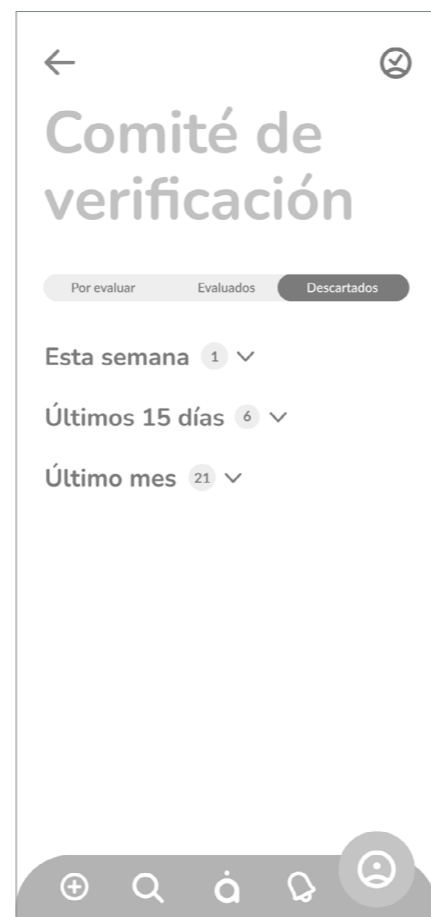 Comité de
verificación
Por evaluar Evaluados Descartados
Esta semana 1
Últimos 15 días 6
Último mes 21